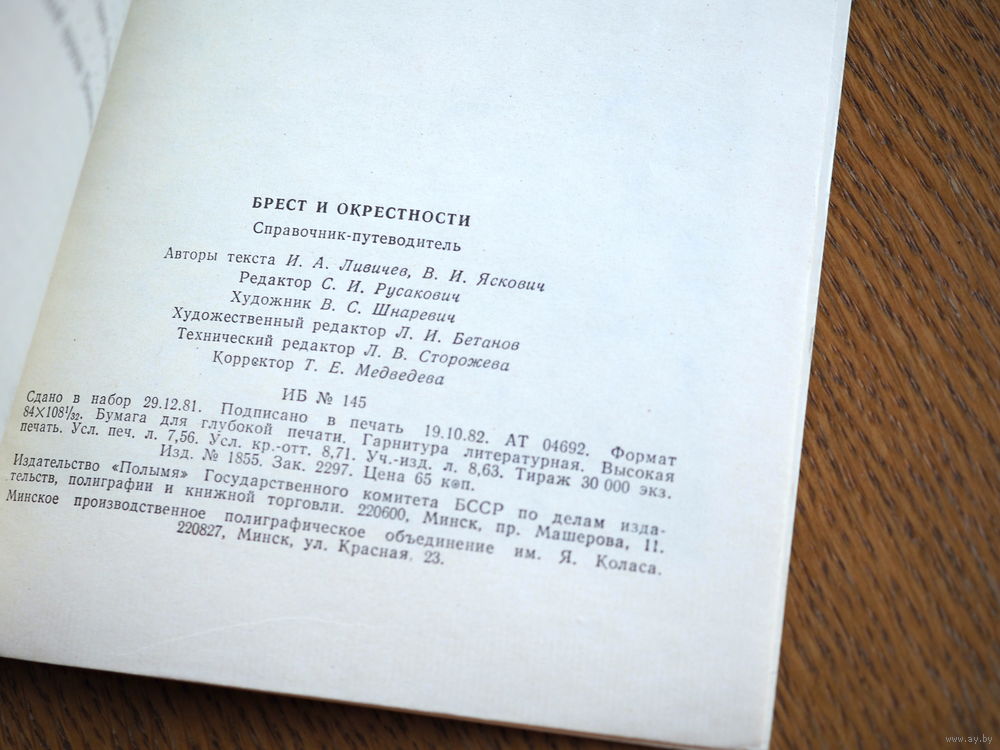 БРЕСТ И ОКРЕСТНОСТИ
Справочник-путеводитель
Авторы текста И. А. Ливичев, В. И. Яскович
Редактор С. И. Русакович
Художник В. С. Шнаревич
Художественный редактор Л. И. Бетанов
Технический редактор Л. В. Сторожева
Корректор Т. Е. Медведева
ИБ № 145
Сдано в набор 29.12.81. Подписано в печать 19.10.82. АТ 04692. Формат
84×108 1/32. Бумага для глубокой печати. Гарнитура литературная. Высокая
печать. Усл. печ. л. 7,56. Усл. кр.-отт. 8,71. Уч.-изд. л. 8,63. Тираж 30 000 экз.
Изд. № 1855. Зак. 2297. Цена 65 коп.
Издательство «Полымя» Государственного комитета БССР по делам изда-
тельств, полиграфии и книжной торговли. 220600, Минск, пр. Машерова, 11.
Минское производственное полиграфическое объединение им. Я. Коласа.
220827, Минск, ул. Красная, 23.
www.ay.by